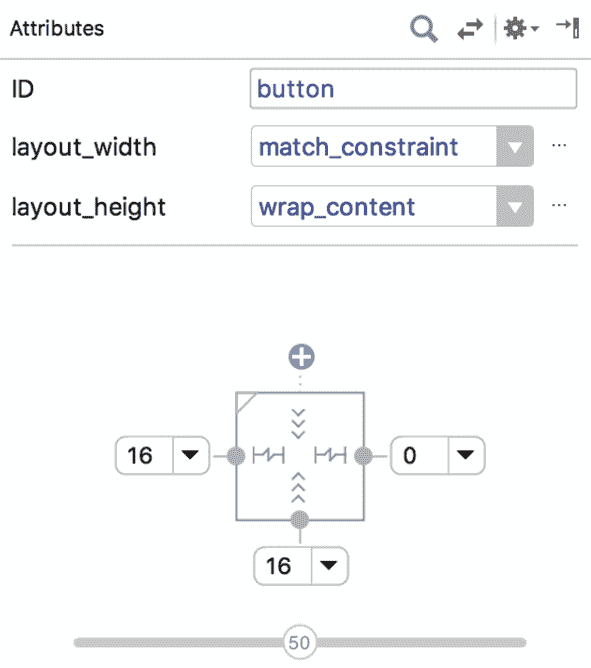 Attributes
ID button
layout_width match_constraint ...
layout_height wrap_content ...
16 0
16
50